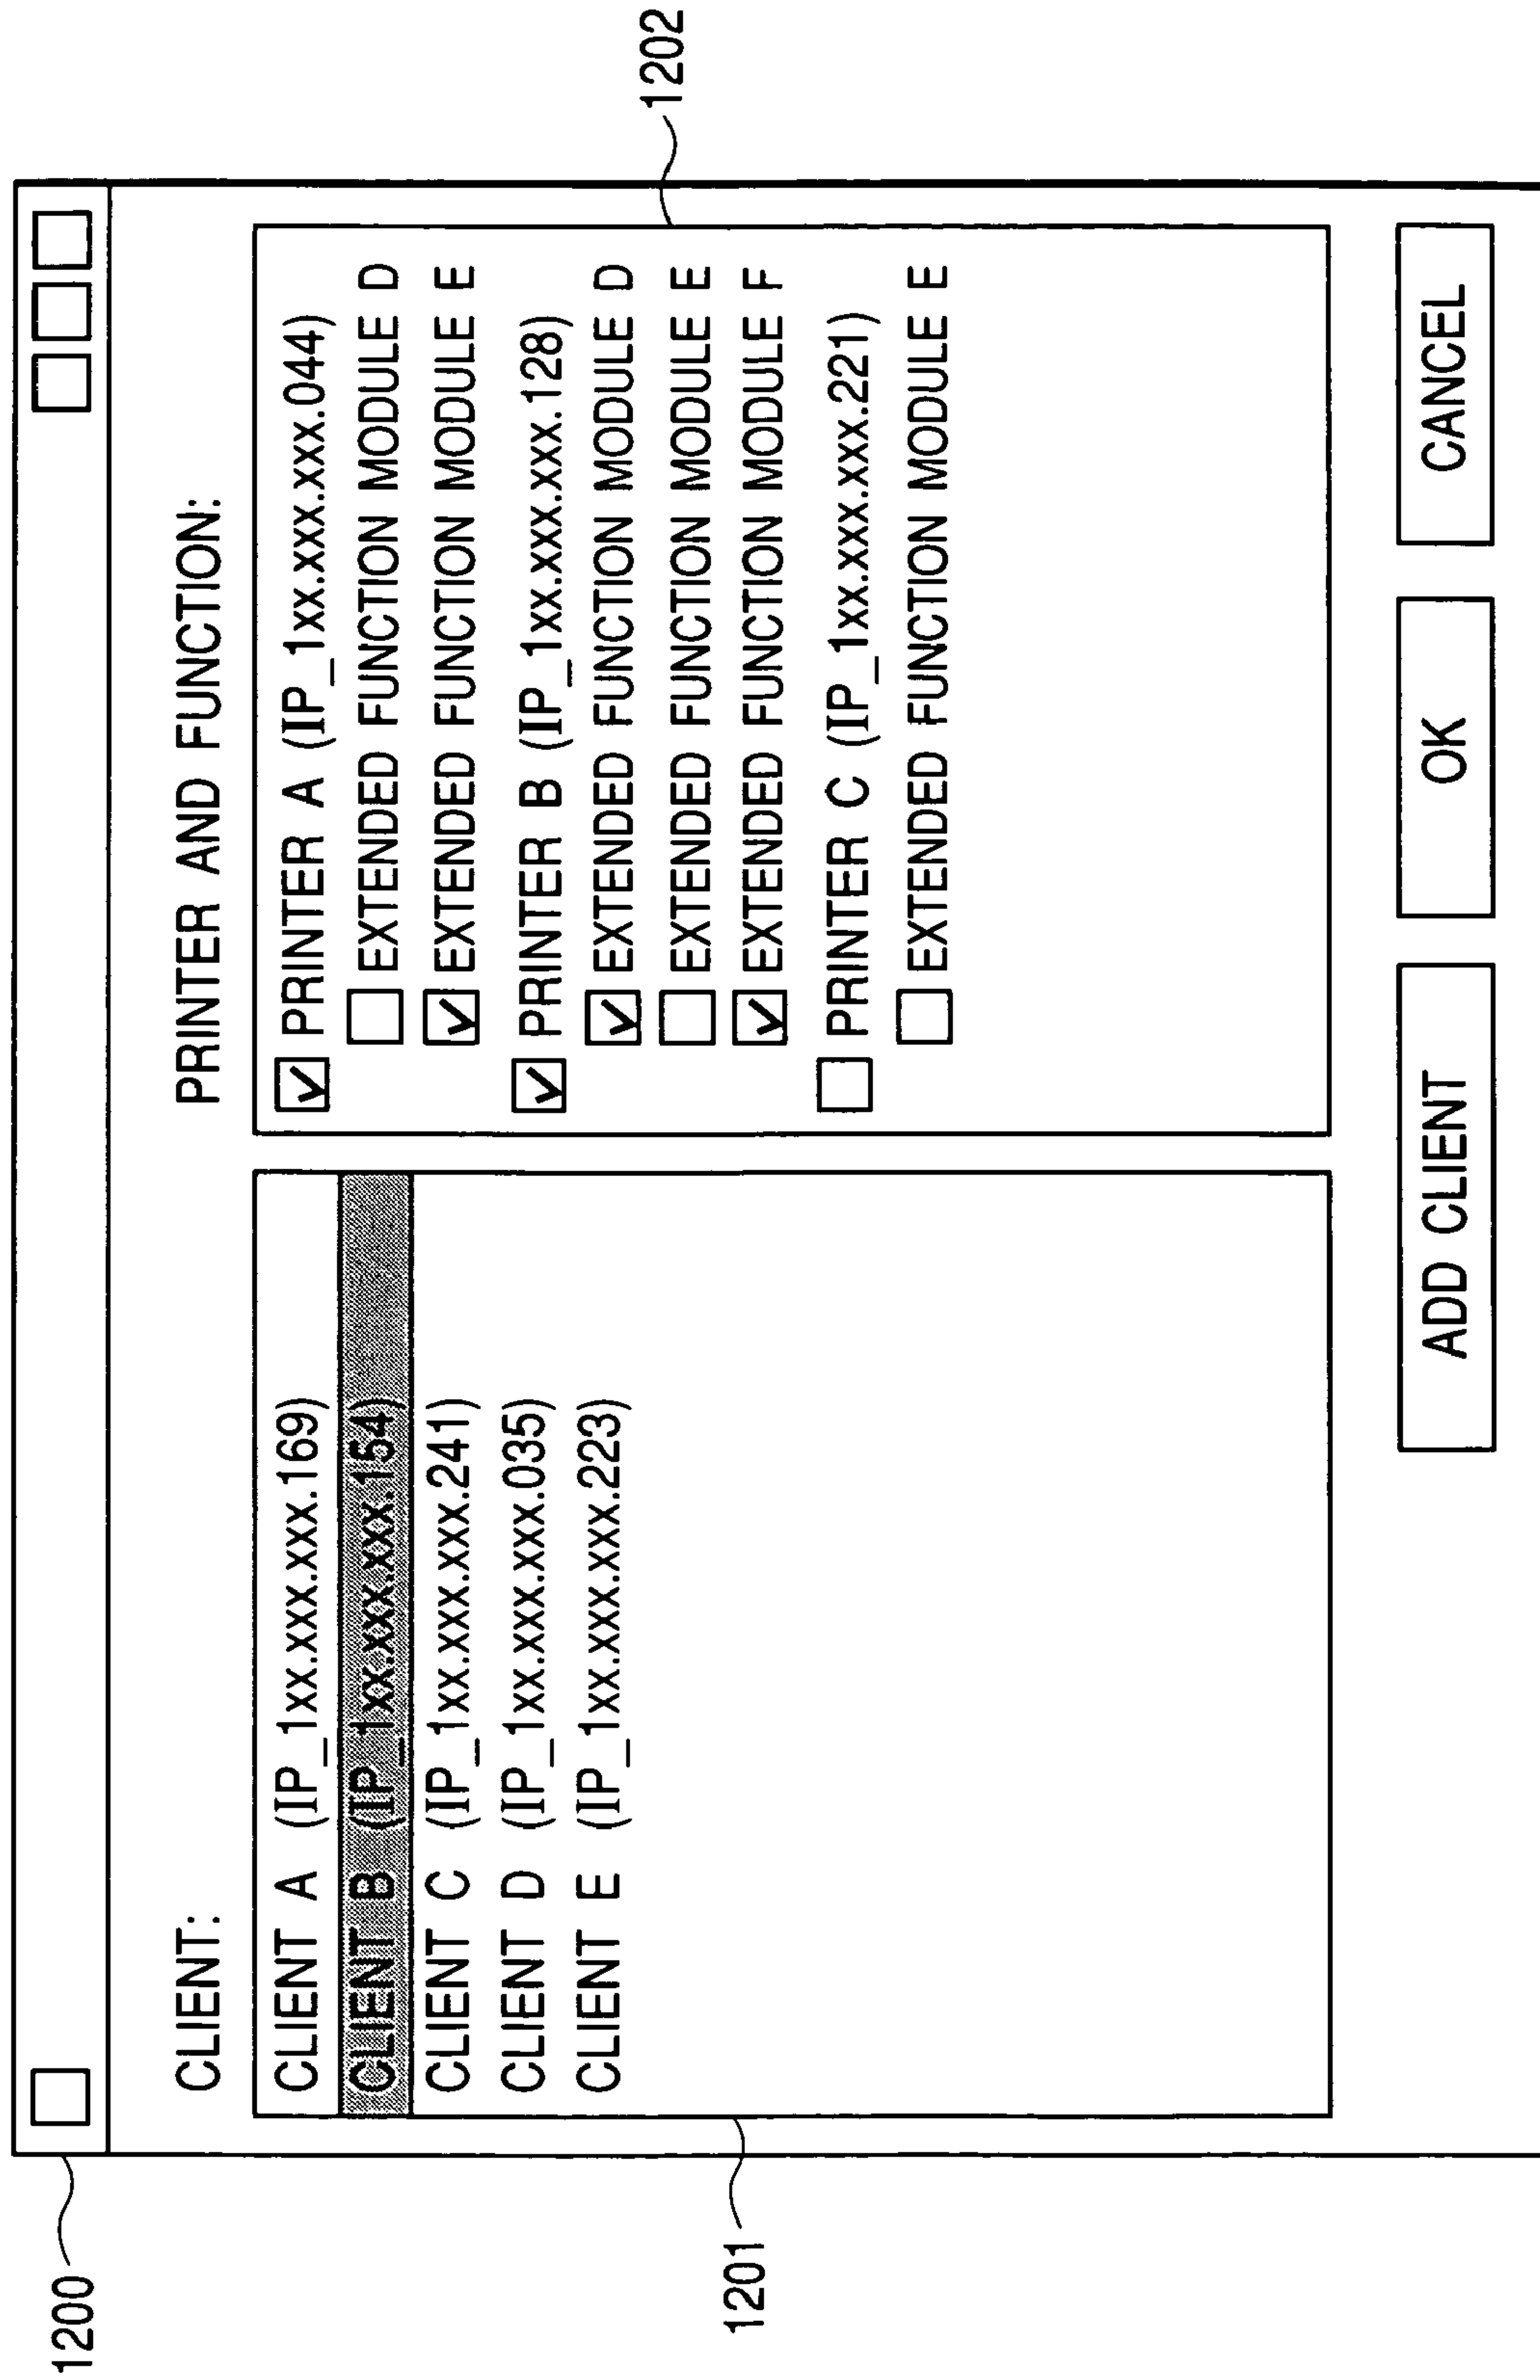 1200
CLIENT:
CLIENT A (IP_1xx.xxx.xxx.169)
CLIENT B (IP_1xx.xxx.xxx.154)
CLIENT C (IP_1xx.xxx.xxx.241)
CLIENT D (IP_1xx.xxx.xxx.035)
CLIENT E (IP_1xx.xxx.xxx.223)
1201
PRINTER AND FUNCTION:
PRINTER A (IP_1xx.xxx.xxx.044)
EXTENDED FUNCTION MODULE D
EXTENDED FUNCTION MODULE E
PRINTER B (IP_1xx.xxx.xxx.128)
EXTENDED FUNCTION MODULE D
EXTENDED FUNCTION MODULE E
EXTENDED FUNCTION MODULE F
PRINTER C (IP_1xx.xxx.xxx.221)
EXTENDED FUNCTION MODULE E
1202
ADD CLIENT
OK
CANCEL